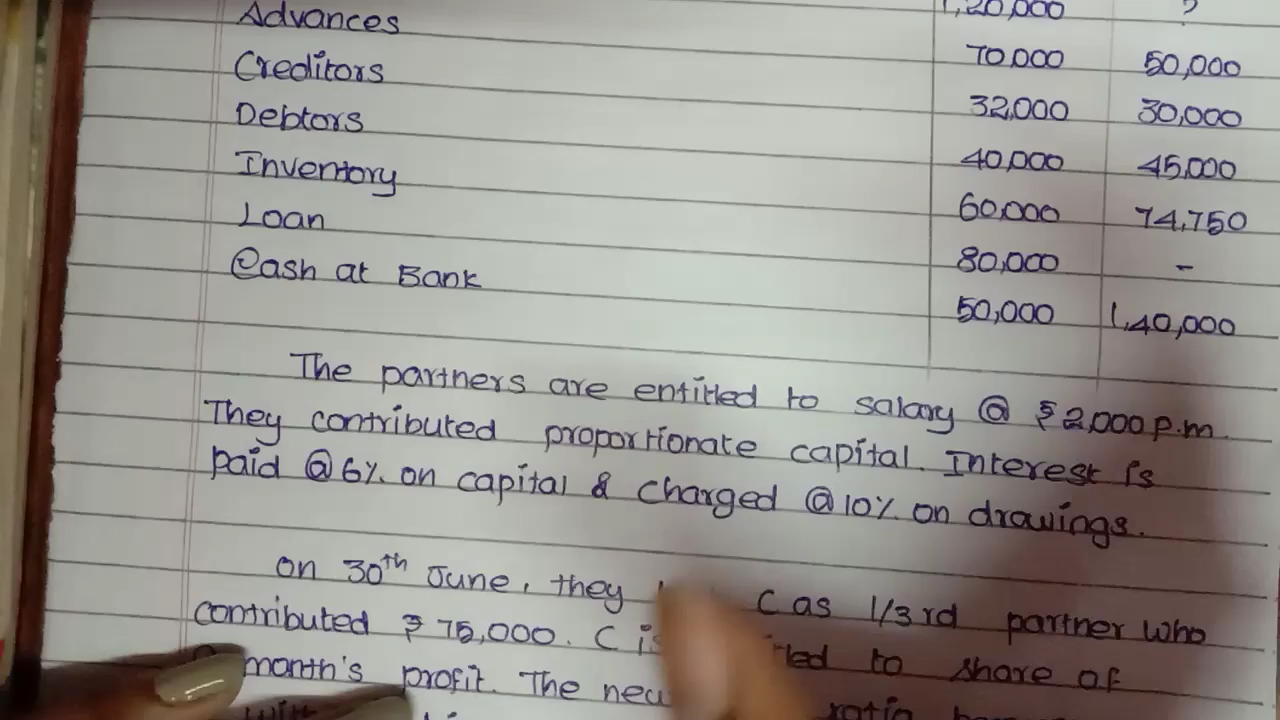 Advances 1,20,000 ?
Creditors 70,000 50,000
Debtors 32,000 30,000
Inventory 40,000 45,000
Loan 60,000 74,750
Cash at Bank 80,000 -
50,000 1,40,000
The partners are entitled to salary @ ₹2,000 p.m.
They contributed proportionate capital. Interest is
paid @ 6% on capital & charged @ 10% on drawings.
On 30th June, they C as 1/3rd partner who
contributed ₹ 75,000. C is to share of
month's profit. The new ratio